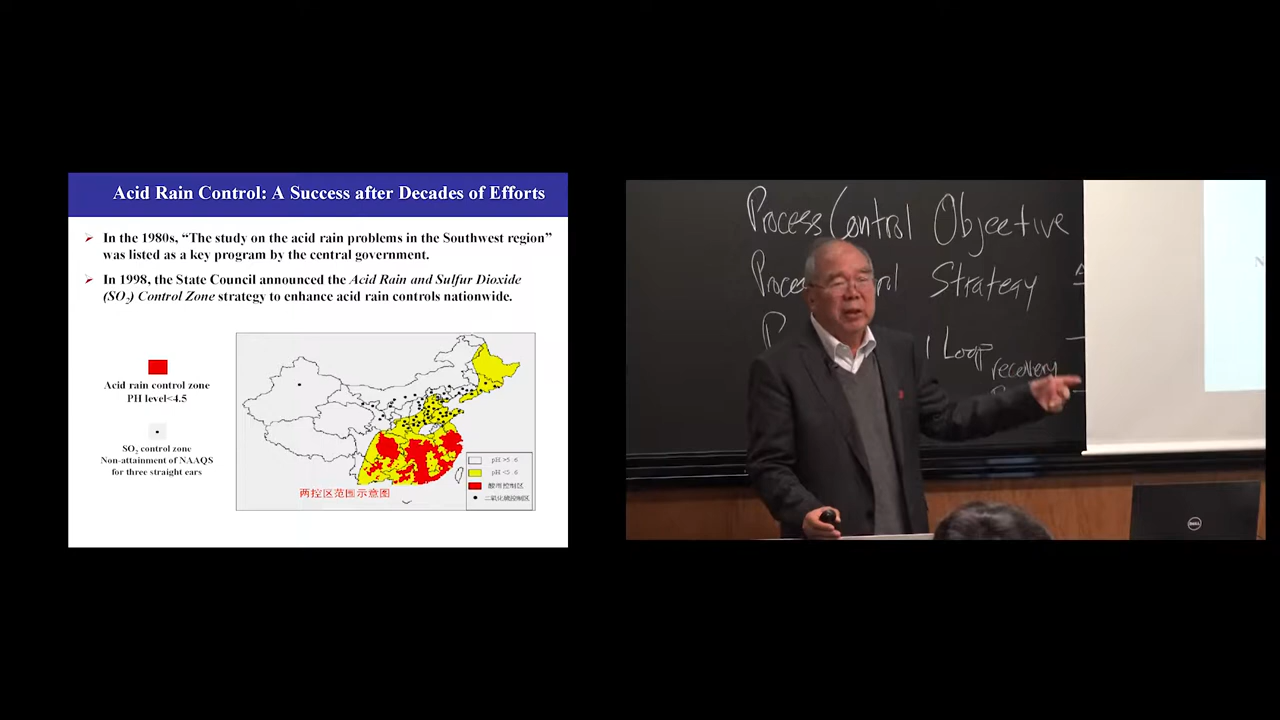 Acid Rain Control: A Success after Decades of Efforts
In the 1980s, “The study on the acid rain problems in the Southwest region”
was listed as a key program by the central government.
In 1998, the State Council announced the Acid Rain and Sulfur Dioxide
(SO₂) Control Zone strategy to enhance acid rain controls nationwide.
Acid rain control zone
PH level<4.5
SO₂ control zone
Non-attainment of NAAQS
for three straight ears
pH >5.6
pH <5.6
酸雨控制区
二氧化硫控制区
两控区范围示意图
Process Control Objective
Strategy
Loop
recovery
DELL